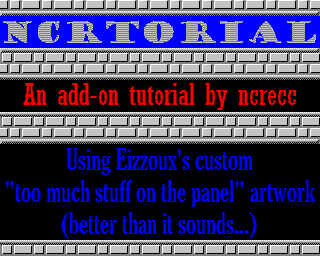 NCRTORIAL
An add-on tutorial by ncrecc
Using Eizzoux's custom
"too much stuff on the panel" artwork
(better than it sounds...)